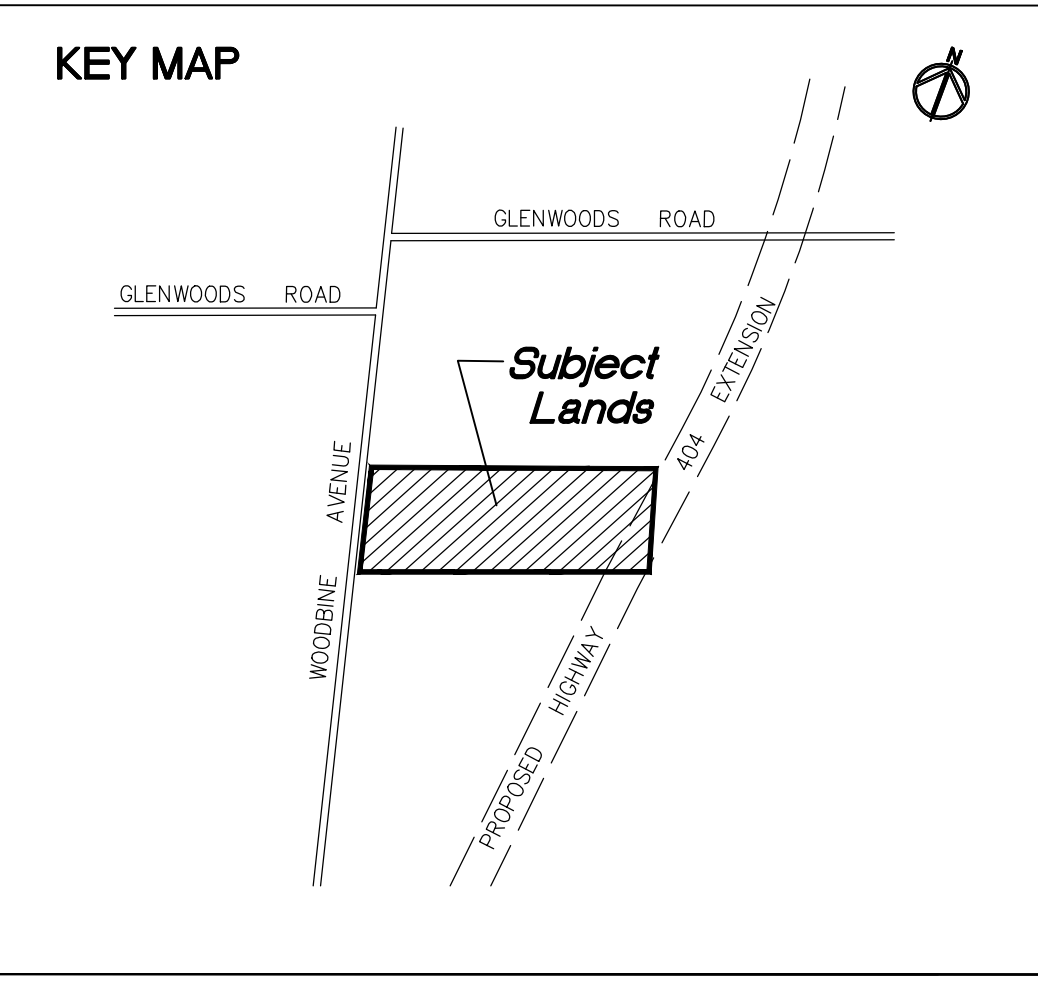 KEY MAP
N
GLENWOODS ROAD
GLENWOODS ROAD
Subject
Lands
WOODBINE AVENUE
PROPOSED HIGHWAY 404 EXTENSION